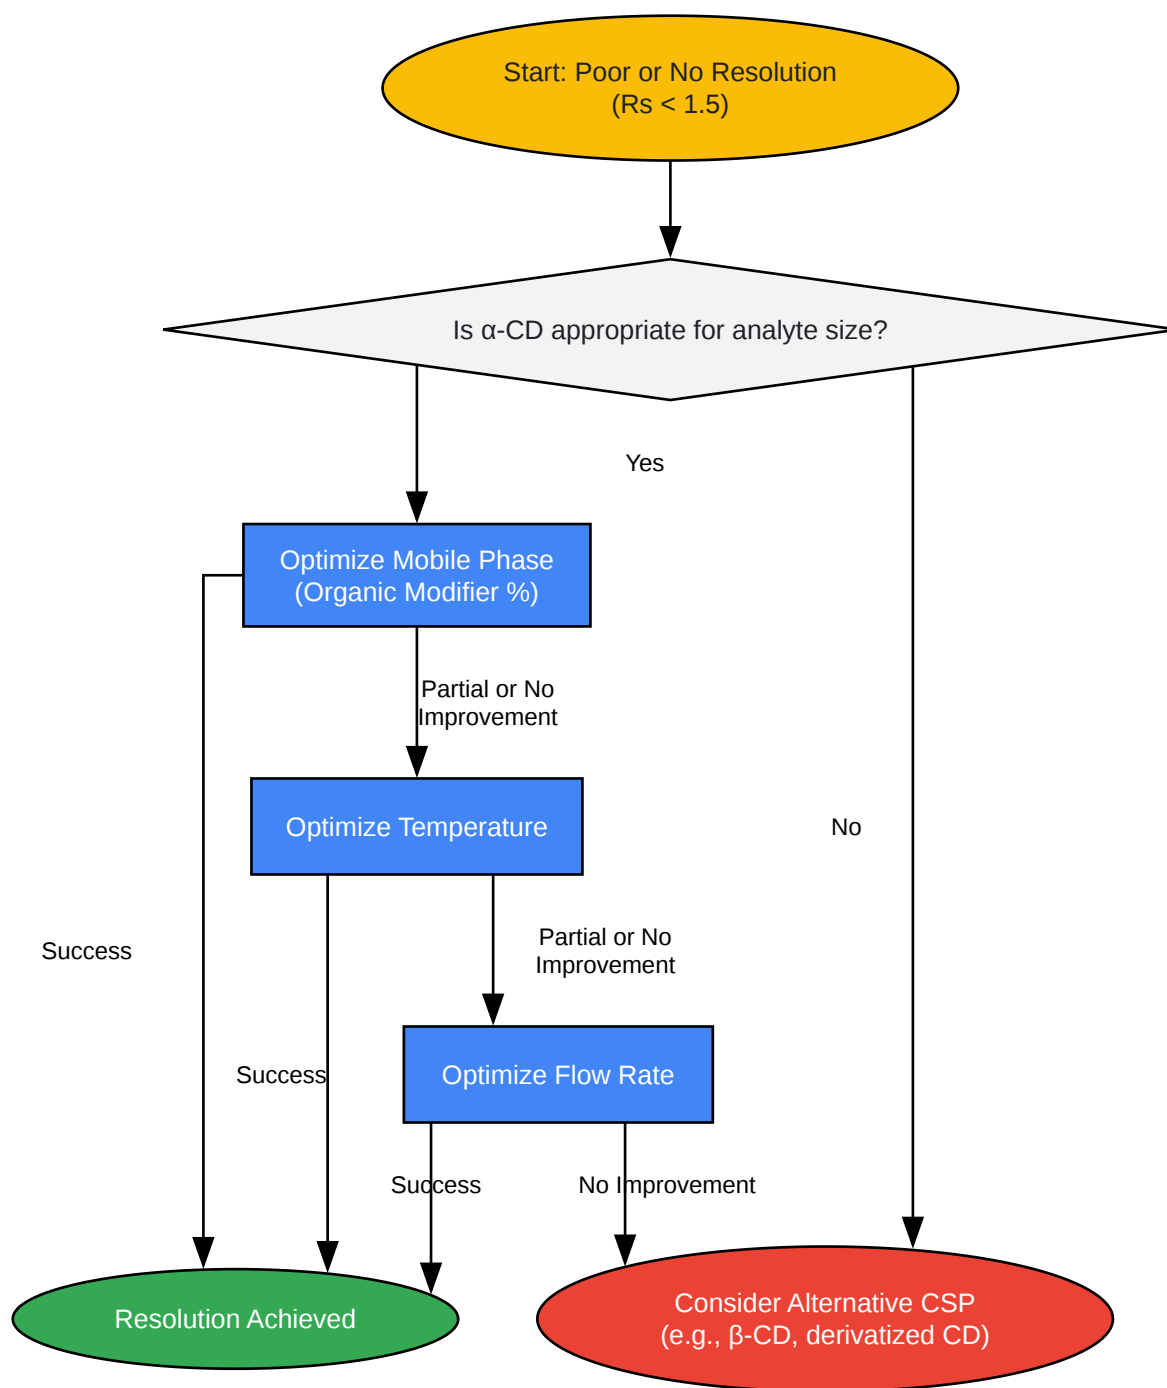 Start: Poor or No Resolution
(Rs < 1.5)
Is α-CD appropriate for analyte size?
Yes
Optimize Mobile Phase
(Organic Modifier %)
Partial or No
Improvement
Optimize Temperature
No
Success
Partial or No
Improvement
Success
Optimize Flow Rate
Success
No Improvement
Resolution Achieved
Consider Alternative CSP
(e.g., β-CD, derivatized CD)